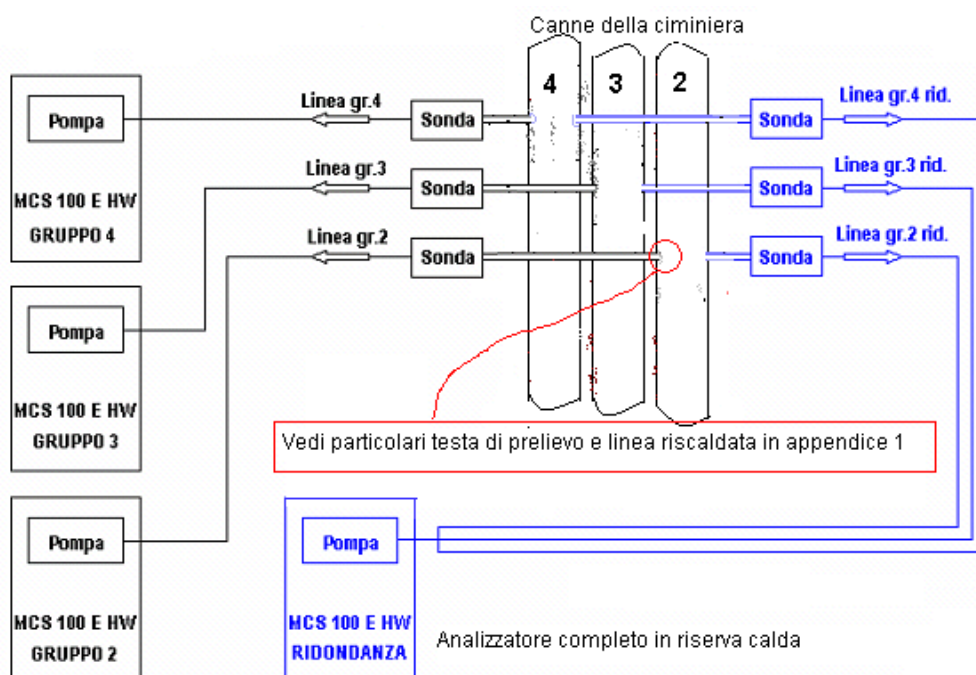 Canne della ciminiera
4
3
2
Pompa
Linea gr.4
Sonda
Sonda
Linea gr.4 rid.
MCS 100 E HW
GRUPPO 4
Linea gr.3
Sonda
Sonda
Linea gr.3 rid.
Linea gr.2
Sonda
Sonda
Linea gr.2 rid.
Pompa
MCS 100 E HW
GRUPPO 3
Vedi particolari testa di prelievo e linea riscaldata in appendice 1
Pompa
MCS 100 E HW
GRUPPO 2
Pompa
MCS 100 E HW
RIDONDANZA
Analizzatore completo in riserva calda